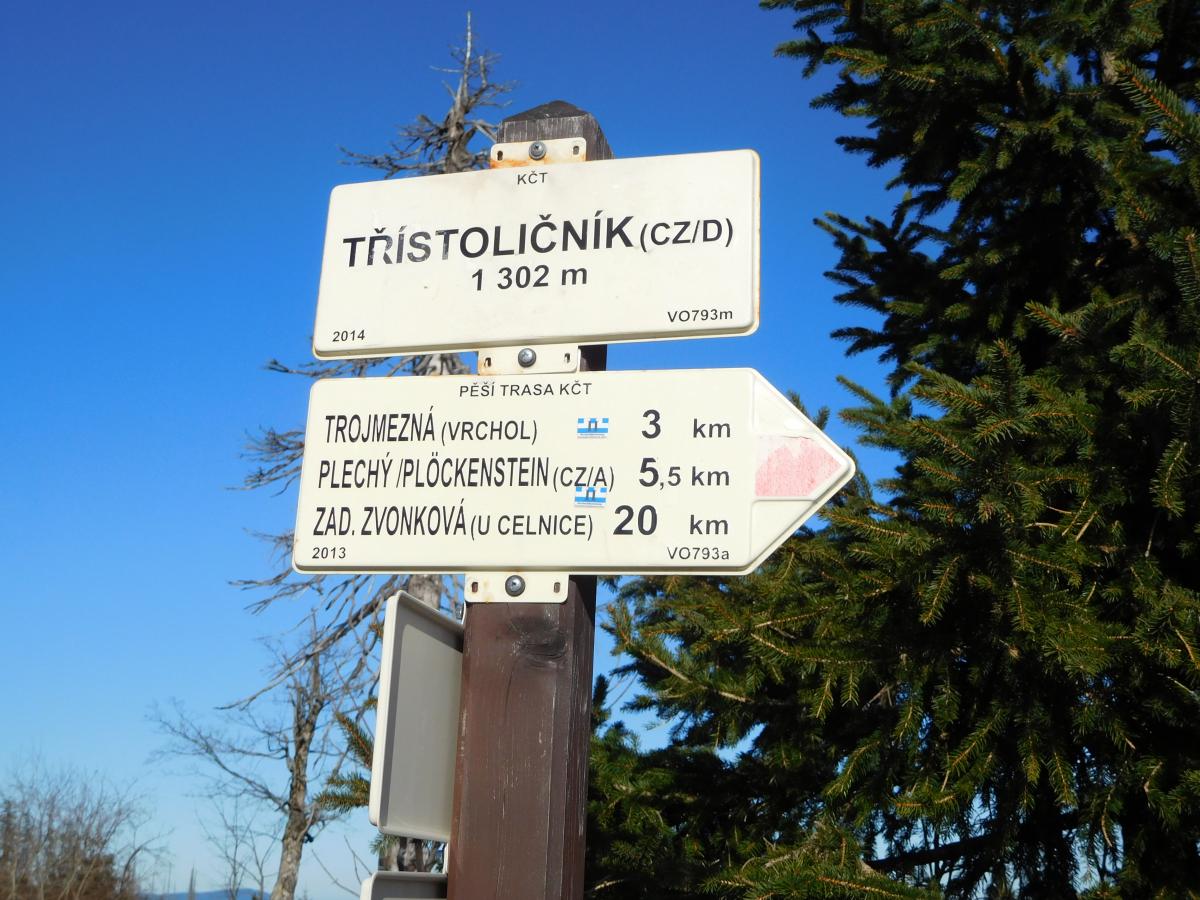 KČT
TŘÍSTOLIČNÍK (CZ/D)
1 302 m
2014 VO793m
PĚŠÍ TRASA KČT
TROJMEZNÁ (VRCHOL) 3 km
PLECHÝ /PLÖCKENSTEIN (CZ/A) 5,5 km
ZAD. ZVONKOVÁ (U CELNICE) 20 km
2013 VO793a